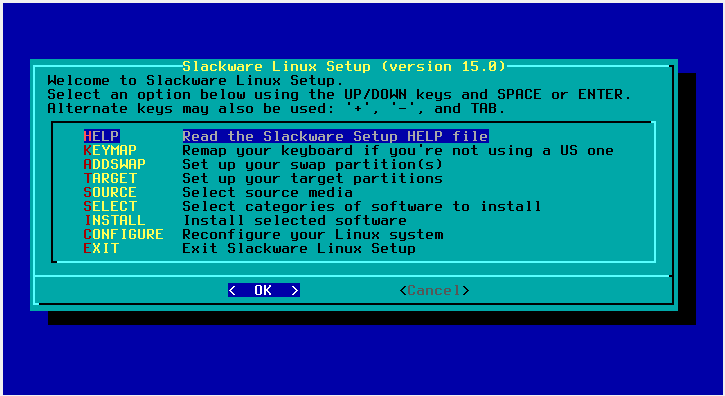 Slackware Linux Setup (version 15.0)
Welcome to Slackware Linux Setup.
Select an option below using the UP/DOWN keys and SPACE or ENTER.
Alternate keys may also be used: '+', '-', and TAB.
HELP Read the Slackware Setup HELP file
KEYMAP Remap your keyboard if you're not using a US one
ADDSWAP Set up your swap partition(s)
TARGET Set up your target partitions
SOURCE Select source media
SELECT Select categories of software to install
INSTALL Install selected software
CONFIGURE Reconfigure your Linux system
EXIT Exit Slackware Linux Setup
< OK > <Cancel>